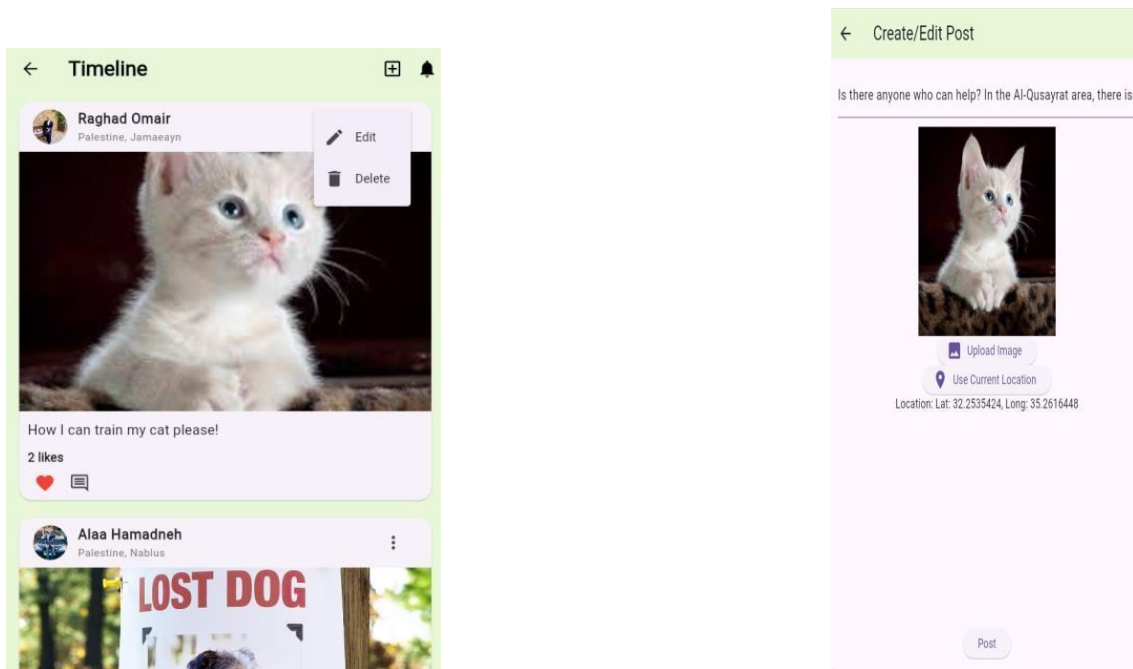 Timeline
Raghad Omair
Palestine, Jamaeayn
Edit
Delete
How I can train my cat please!
2 likes
Alaa Hamadneh
Palestine, Nablus
LOST DOG
Create/Edit Post
Is there anyone who can help? In the Al-Qusayrat area, there is
Upload Image
Use Current Location
Location: Lat: 32.2535424, Long: 35.2616448
Post